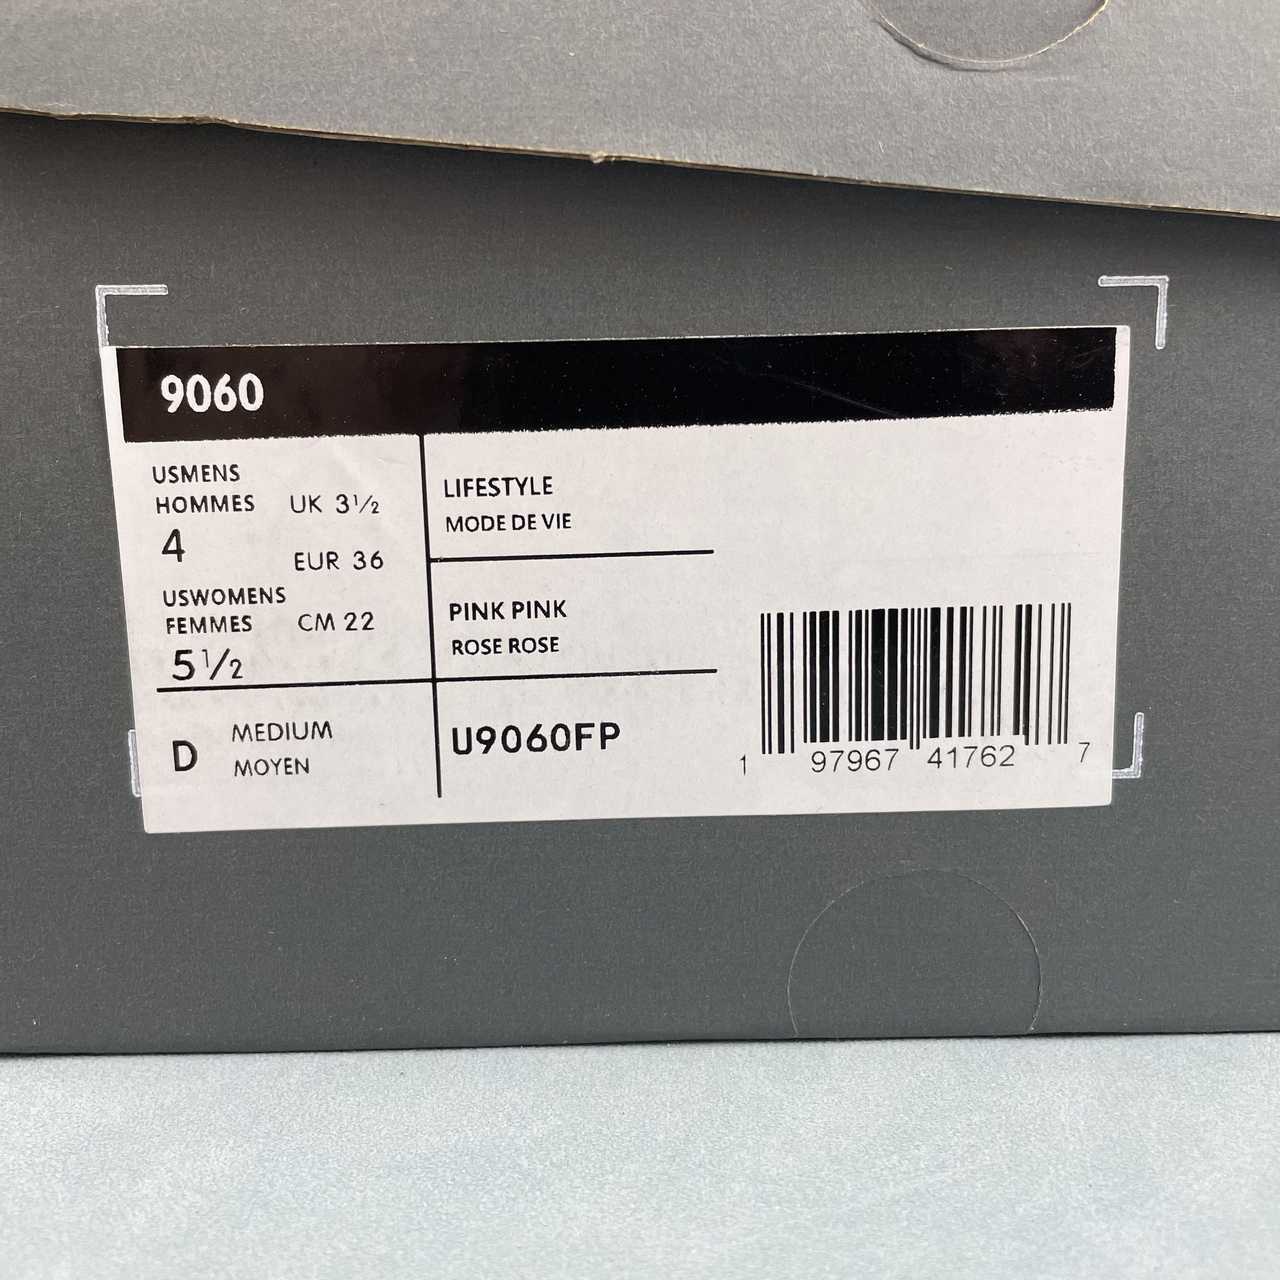 9060
USMENS
HOMMES
4
UK 3½
EUR 36
USWOMENS
FEMMES
5½
CM 22
D
MEDIUM
MOYEN
LIFESTYLE
MODE DE VIE
PINK PINK
ROSE ROSE
U9060FP
1 97967 41762 7